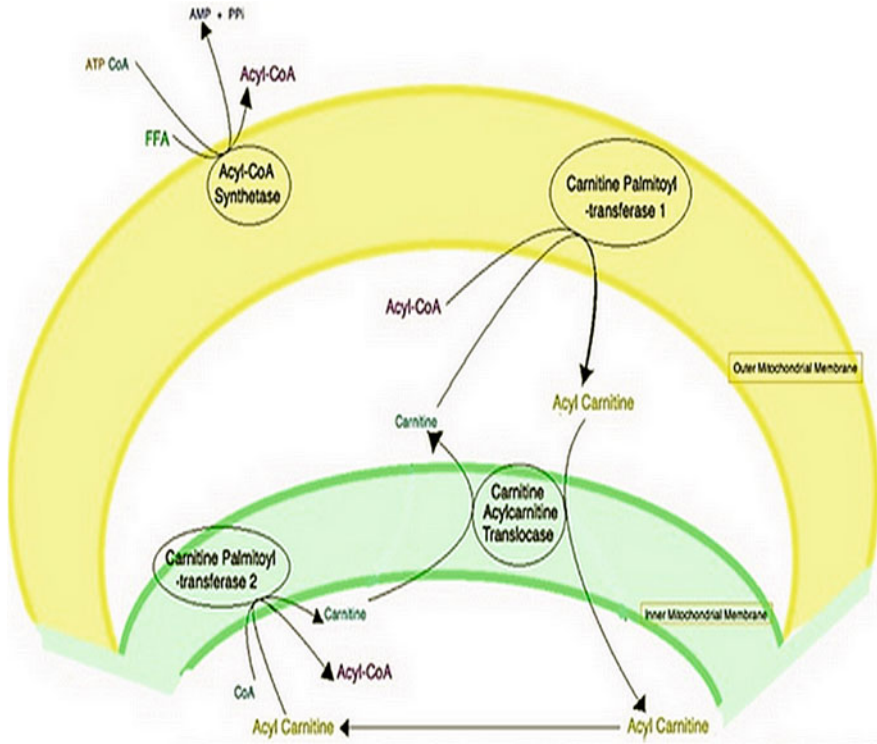 AMP + PPi
ATP CoA
Acyl-CoA
FFA
Acyl-CoA
Synthetase
Carnitine Palmitoyl
-transferase 1
Acyl-CoA
Outer Mitochondrial Membrane
Acyl Carnitine
Carnitine
Carnitine
Acylcarnitine
Translocase
Carnitine Palmitoyl
-transferase 2
Carnitine
Inner Mitochondrial Membrane
Acyl-CoA
CoA
Acyl Carnitine
Acyl Carnitine